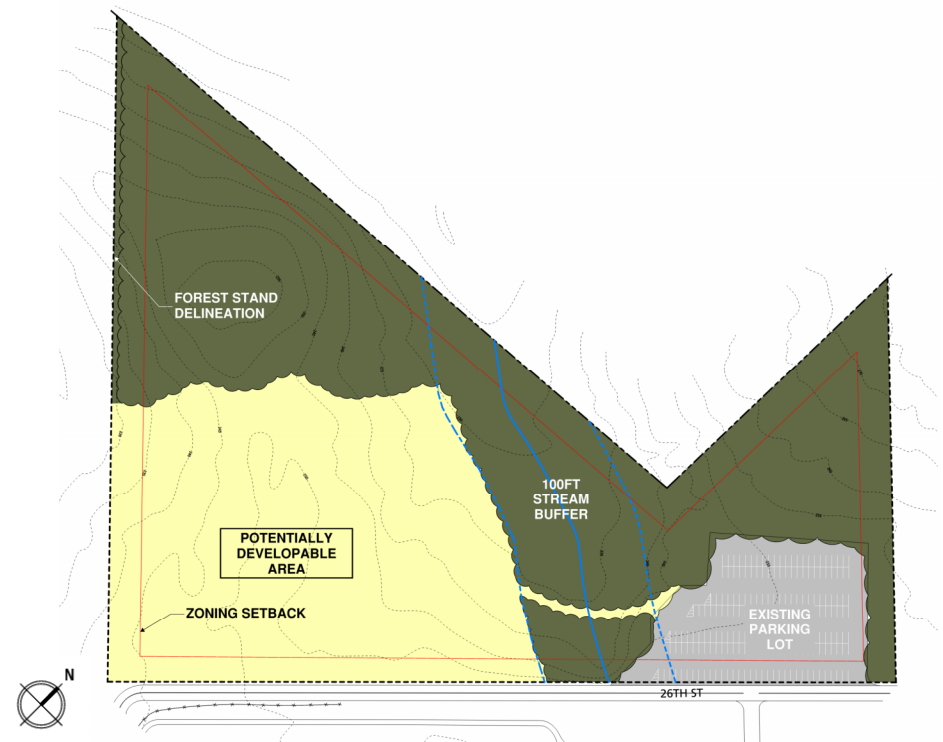 FOREST STAND
DELINEATION
100FT
STREAM
BUFFER
POTENTIALLY
DEVELOPABLE
AREA
ZONING SETBACK
EXISTING
PARKING
LOT
N
26TH ST